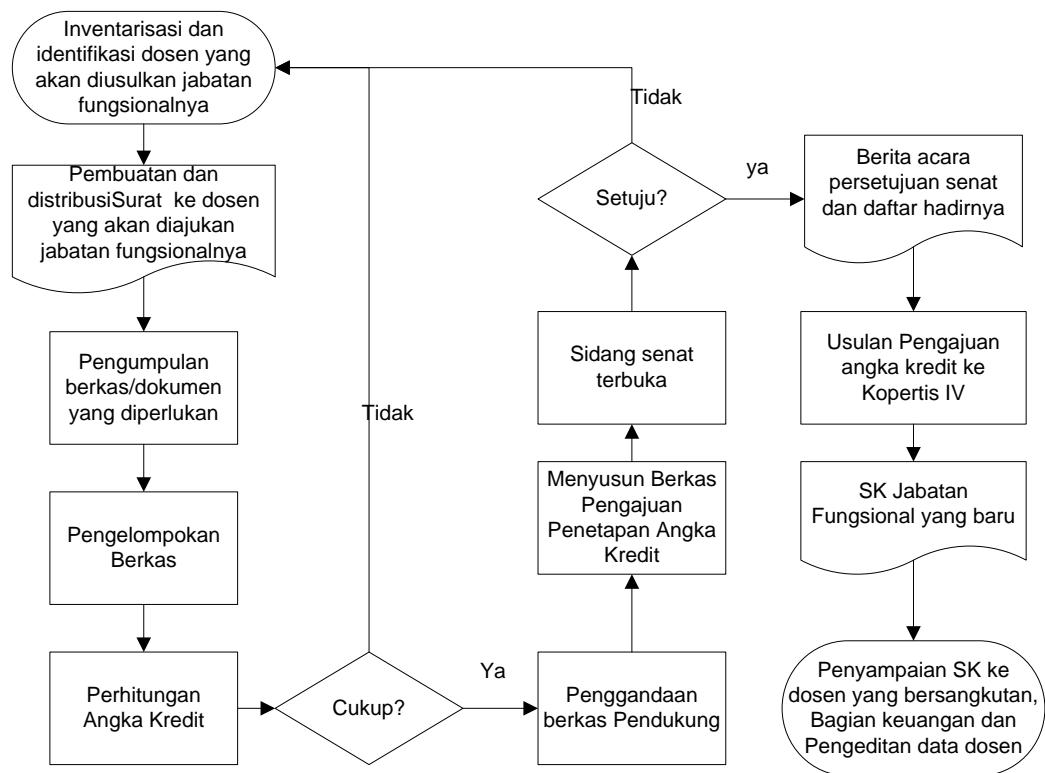 Inventarisasi dan
identifikasi dosen yang
akan diusulkan jabatan
fungsionalnya
Pembuatan dan
distribusiSurat ke dosen
yang akan diajukan
jabatan fungsionalnya
Pengumpulan
berkas/dokumen
yang diperlukan
Pengelompokan
Berkas
Perhitungan
Angka Kredit
Cukup?
Tidak
Ya
Penggandaan
berkas Pendukung
Menyusun Berkas
Pengajuan
Penetapan Angka
Kredit
Sidang senat
terbuka
Setuju?
Tidak
ya
Berita acara
persetujuan senat
dan daftar hadirnya
Usulan Pengajuan
angka kredit ke
Kopertis IV
SK Jabatan
Fungsional yang baru
Penyampaian SK ke
dosen yang bersangkutan,
Bagian keuangan dan
Pengeditan data dosen